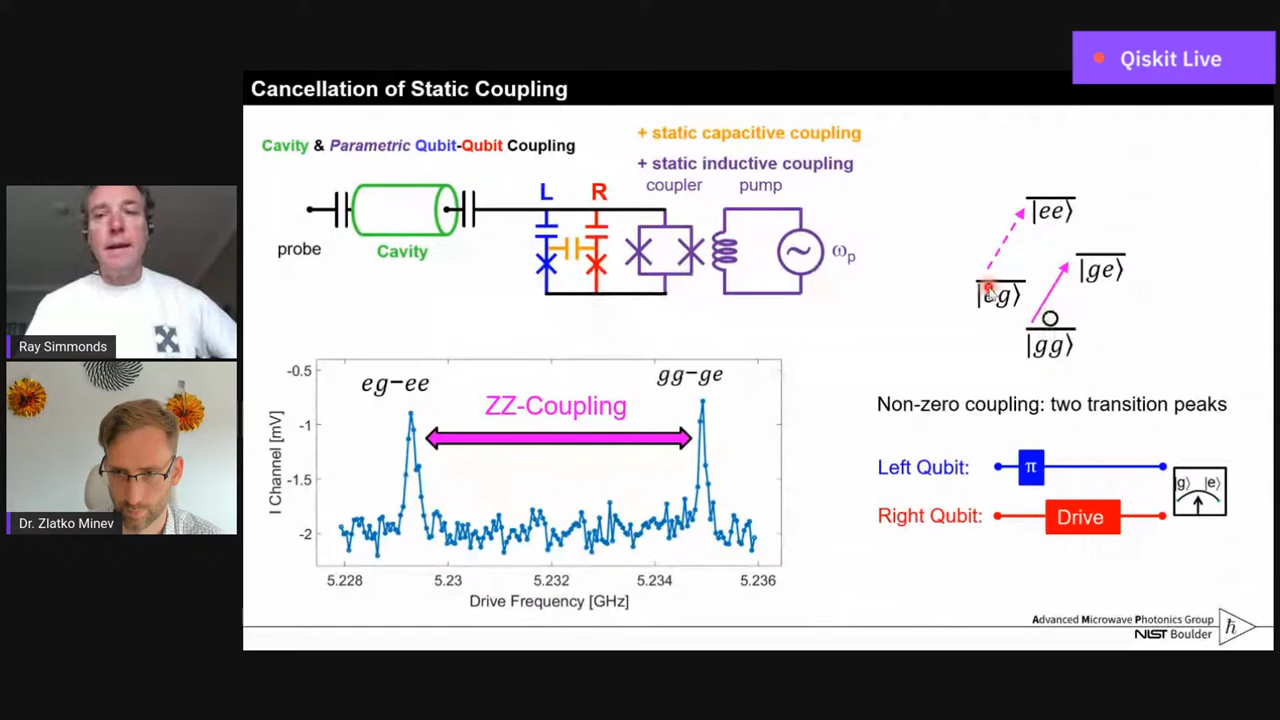 Qiskit Live
Cancellation of Static Coupling
Cavity & Parametric Qubit-Qubit Coupling
+ static capacitive coupling
+ static inductive coupling
coupler pump
L R
probe
Cavity
ωp
|ee⟩
|ge⟩
|eg⟩
|gg⟩
Ray Simmonds
Dr. Zlatko Minev
eg−ee
gg−ge
ZZ-Coupling
I Channel [mV]
-0.5
-1
-1.5
-2
5.228 5.23 5.232 5.234 5.236
Drive Frequency [GHz]
Non-zero coupling: two transition peaks
Left Qubit: π
|g⟩ |e⟩
Right Qubit: Drive
Advanced Microwave Photonics Group
NIST Boulder
ħ